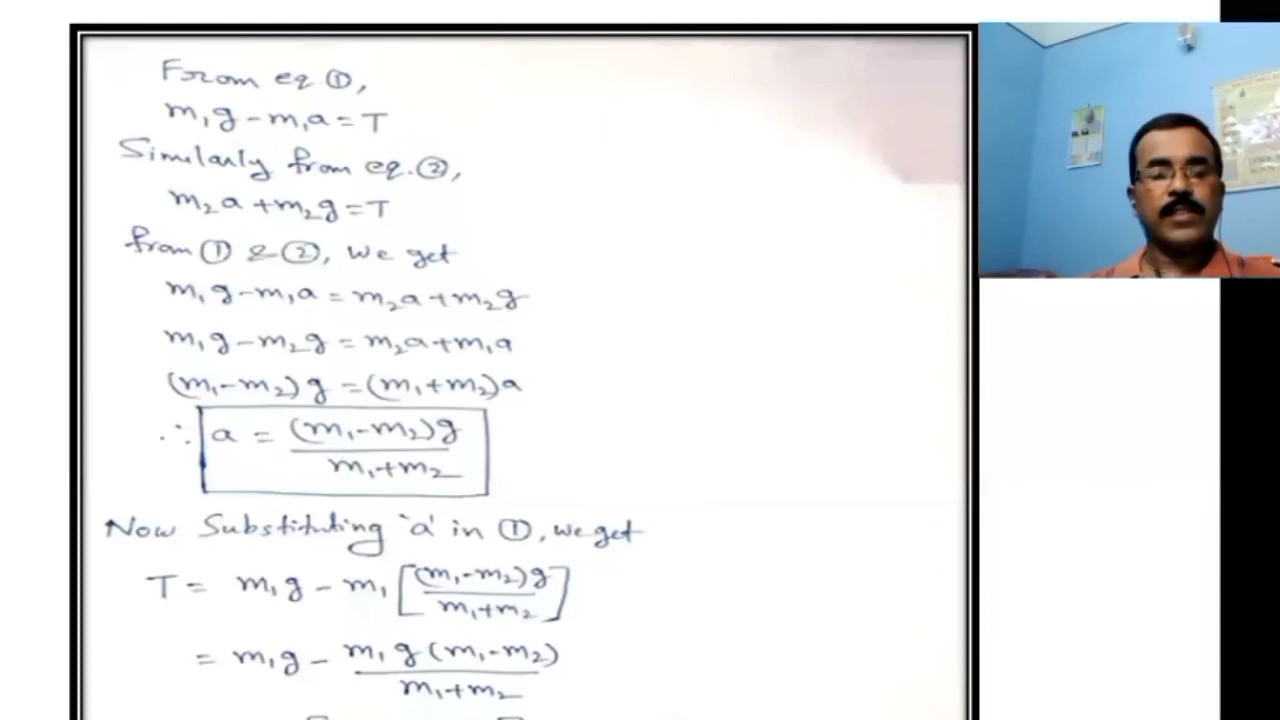 From eq ①,
m₁g - m₁a = T
Similarly from eq. ②,
m₂a + m₂g = T
from ① & ②, we get
m₁g - m₁a = m₂a + m₂g
m₁g - m₂g = m₂a + m₁a
(m₁ - m₂) g = (m₁ + m₂) a
∴ a = (m₁ - m₂) g / m₁ + m₂
Now Substituting 'a' in ①, we get
T = m₁g - m₁ [(m₁ - m₂) g / m₁ + m₂]
= m₁g - m₁g (m₁ - m₂) / m₁ + m₂